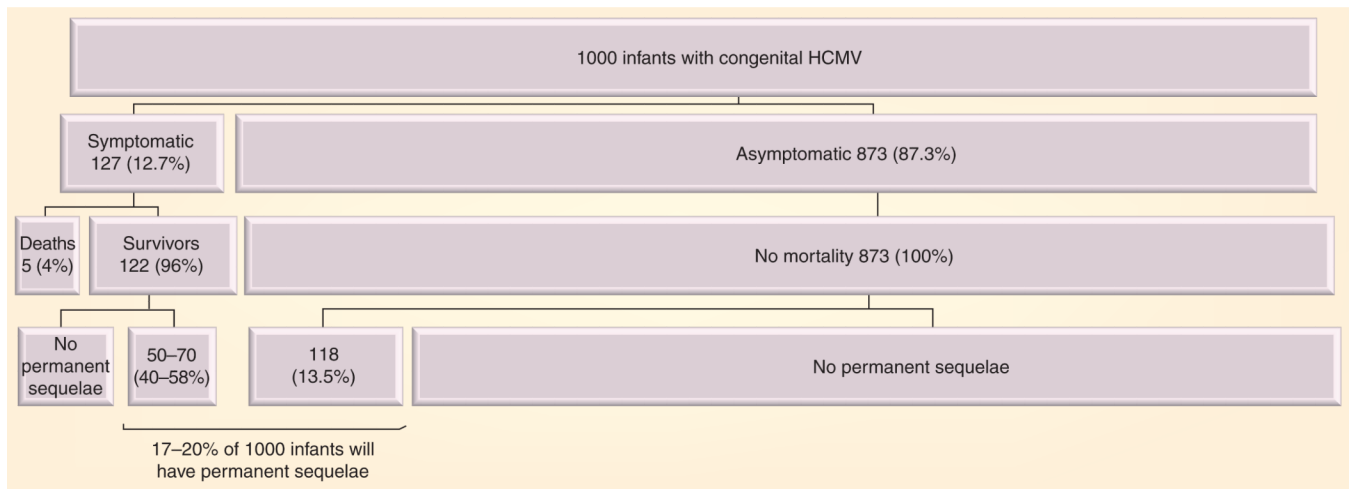 1000 infants with congenital HCMV
Symptomatic
127 (12.7%)
Asymptomatic 873 (87.3%)
Deaths
5 (4%)
Survivors
122 (96%)
No mortality 873 (100%)
No
permanent
sequelae
50–70
(40–58%)
118
(13.5%)
No permanent sequelae
17–20% of 1000 infants will
have permanent sequelae